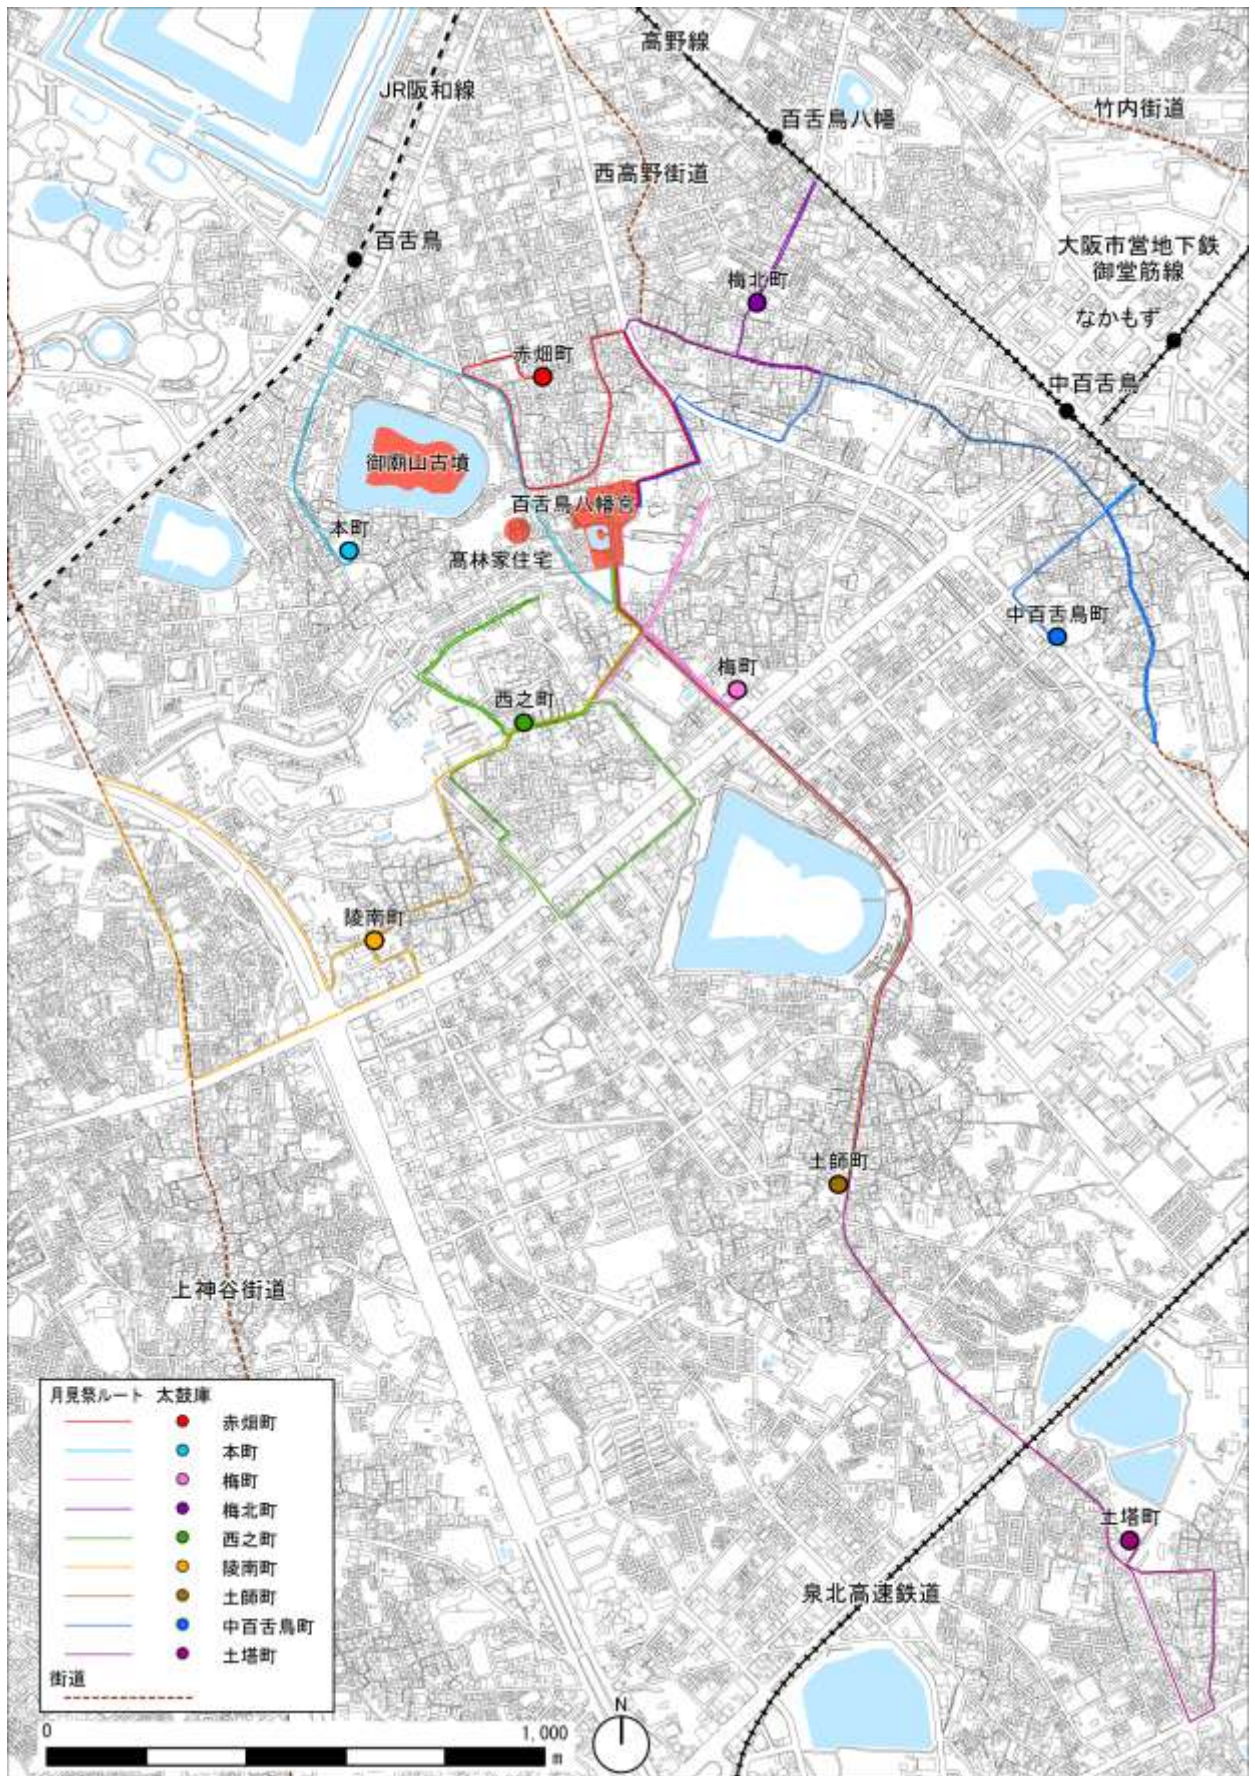 高野線
JR阪和線
竹内街道
百舌鳥八幡
西高野街道
百舌鳥
大阪市営地下鉄
御堂筋線
梅北町
なかもず
赤畑町
中百舌鳥
御廟山古墳
百舌鳥八幡宮
本町
髙林家住宅
中百舌鳥町
梅町
西之町
陵南町
土師町
上神谷街道
月見祭ルート 太鼓庫
赤畑町
本町
梅町
梅北町
西之町
陵南町
土師町
中百舌鳥町
土塔町
街道
土塔町
泉北高速鉄道
N
0 1,000
m